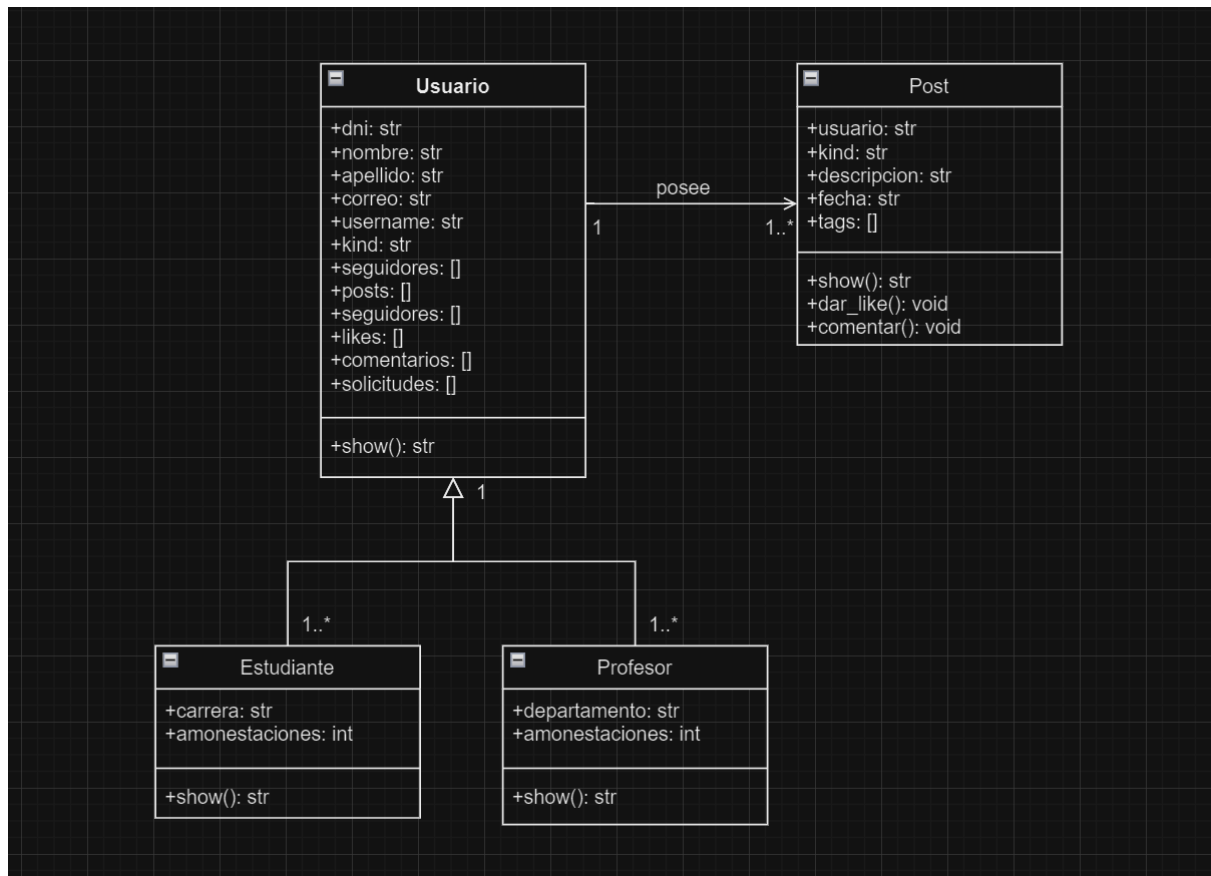 Usuario
+dni: str
+nombre: str
+apellido: str
+correo: str
+username: str
+kind: str
+seguidores: []
+posts: []
+seguidores: []
+likes: []
+comentarios: []
+solicitudes: []
+show(): str
posee
1
1..*
Post
+usuario: str
+kind: str
+descripcion: str
+fecha: str
+tags: []
+show(): str
+dar_like(): void
+comentar(): void
1
1..*
1..*
Estudiante
+carrera: str
+amonestaciones: int
+show(): str
Profesor
+departamento: str
+amonestaciones: int
+show(): str